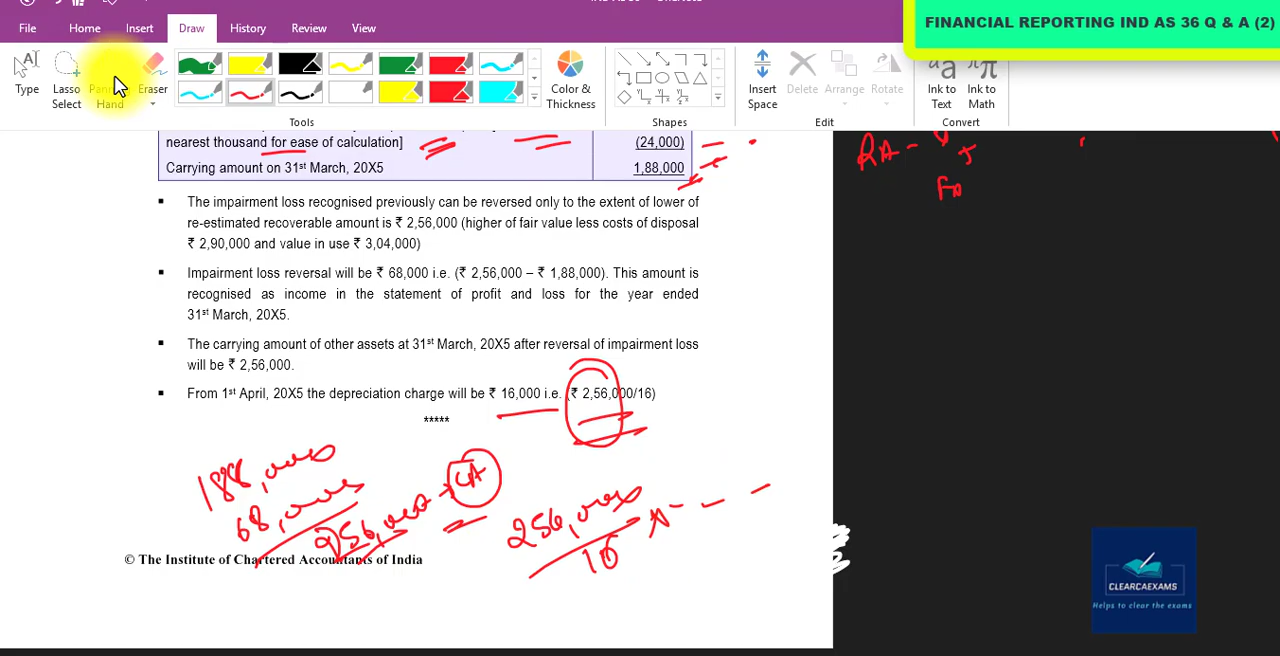 File Home Insert Draw History Review View
FINANCIAL REPORTING IND AS 36 Q & A (2)
Type Lasso Select Hand Eraser Color & Thickness Insert Space Delete Arrange Rotate Ink to Text Ink to Math
Tools Shapes Edit Convert
nearest thousand for ease of calculation] (24,000)
Carrying amount on 31st March, 20X5 1,88,000
RA -
▪ The impairment loss recognised previously can be reversed only to the extent of lower of
re-estimated recoverable amount is ₹ 2,56,000 (higher of fair value less costs of disposal
₹ 2,90,000 and value in use ₹ 3,04,000)
▪ Impairment loss reversal will be ₹ 68,000 i.e. (₹ 2,56,000 – ₹ 1,88,000). This amount is
recognised as income in the statement of profit and loss for the year ended
31st March, 20X5.
▪ The carrying amount of other assets at 31st March, 20X5 after reversal of impairment loss
will be ₹ 2,56,000.
▪ From 1st April, 20X5 the depreciation charge will be ₹ 16,000 i.e. (₹ 2,56,000/16)
*****
188,000
68,000
256,000 CA
256,000
16
© The Institute of Chartered Accountants of India
CLEARCAEXAMS
Helps to clear the exams